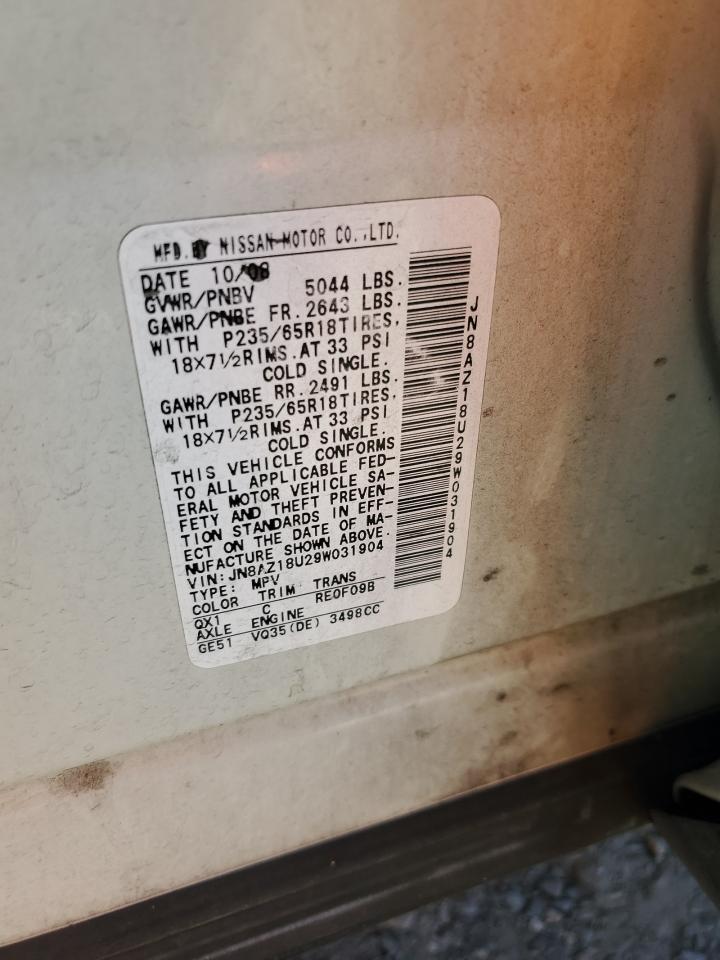 MFD. BY NISSAN MOTOR CO.,LTD.
DATE 10/08
GVWR/PNBV 5044 LBS.
GAWR/PNBE FR. 2643 LBS.
WITH P235/65R18TIRES,
18X7½RIMS.AT 33 PSI
COLD SINGLE.
GAWR/PNBE RR. 2491 LBS.
WITH P235/65R18TIRES,
18X7½RIMS.AT 33 PSI
COLD SINGLE.
THIS VEHICLE CONFORMS
TO ALL APPLICABLE FED-
ERAL MOTOR VEHICLE SA-
FETY AND THEFT PREVEN-
TION STANDARDS IN EFF-
ECT ON THE DATE OF MA-
NUFACTURE SHOWN ABOVE.
VIN:JN8AZ18U29W031904
TYPE: MPV
COLOR TRIM TRANS
QX1 C RE0F09B
AXLE ENGINE
GE51 VQ35(DE) 3498CC
JN8AZ18U29W031904